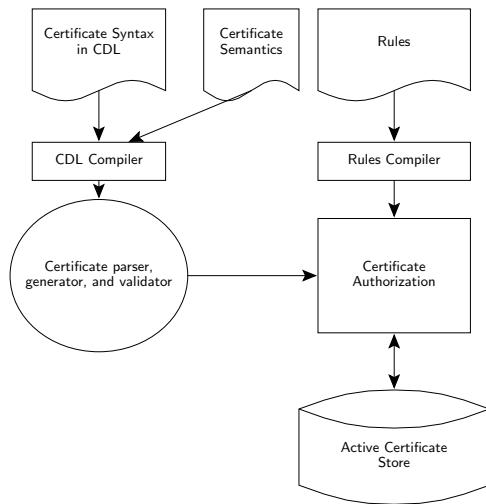 Certificate Syntax
in CDL
Certificate
Semantics
Rules
CDL Compiler
Rules Compiler
Certificate parser,
generator, and validator
Certificate
Authorization
Active Certificate
Store